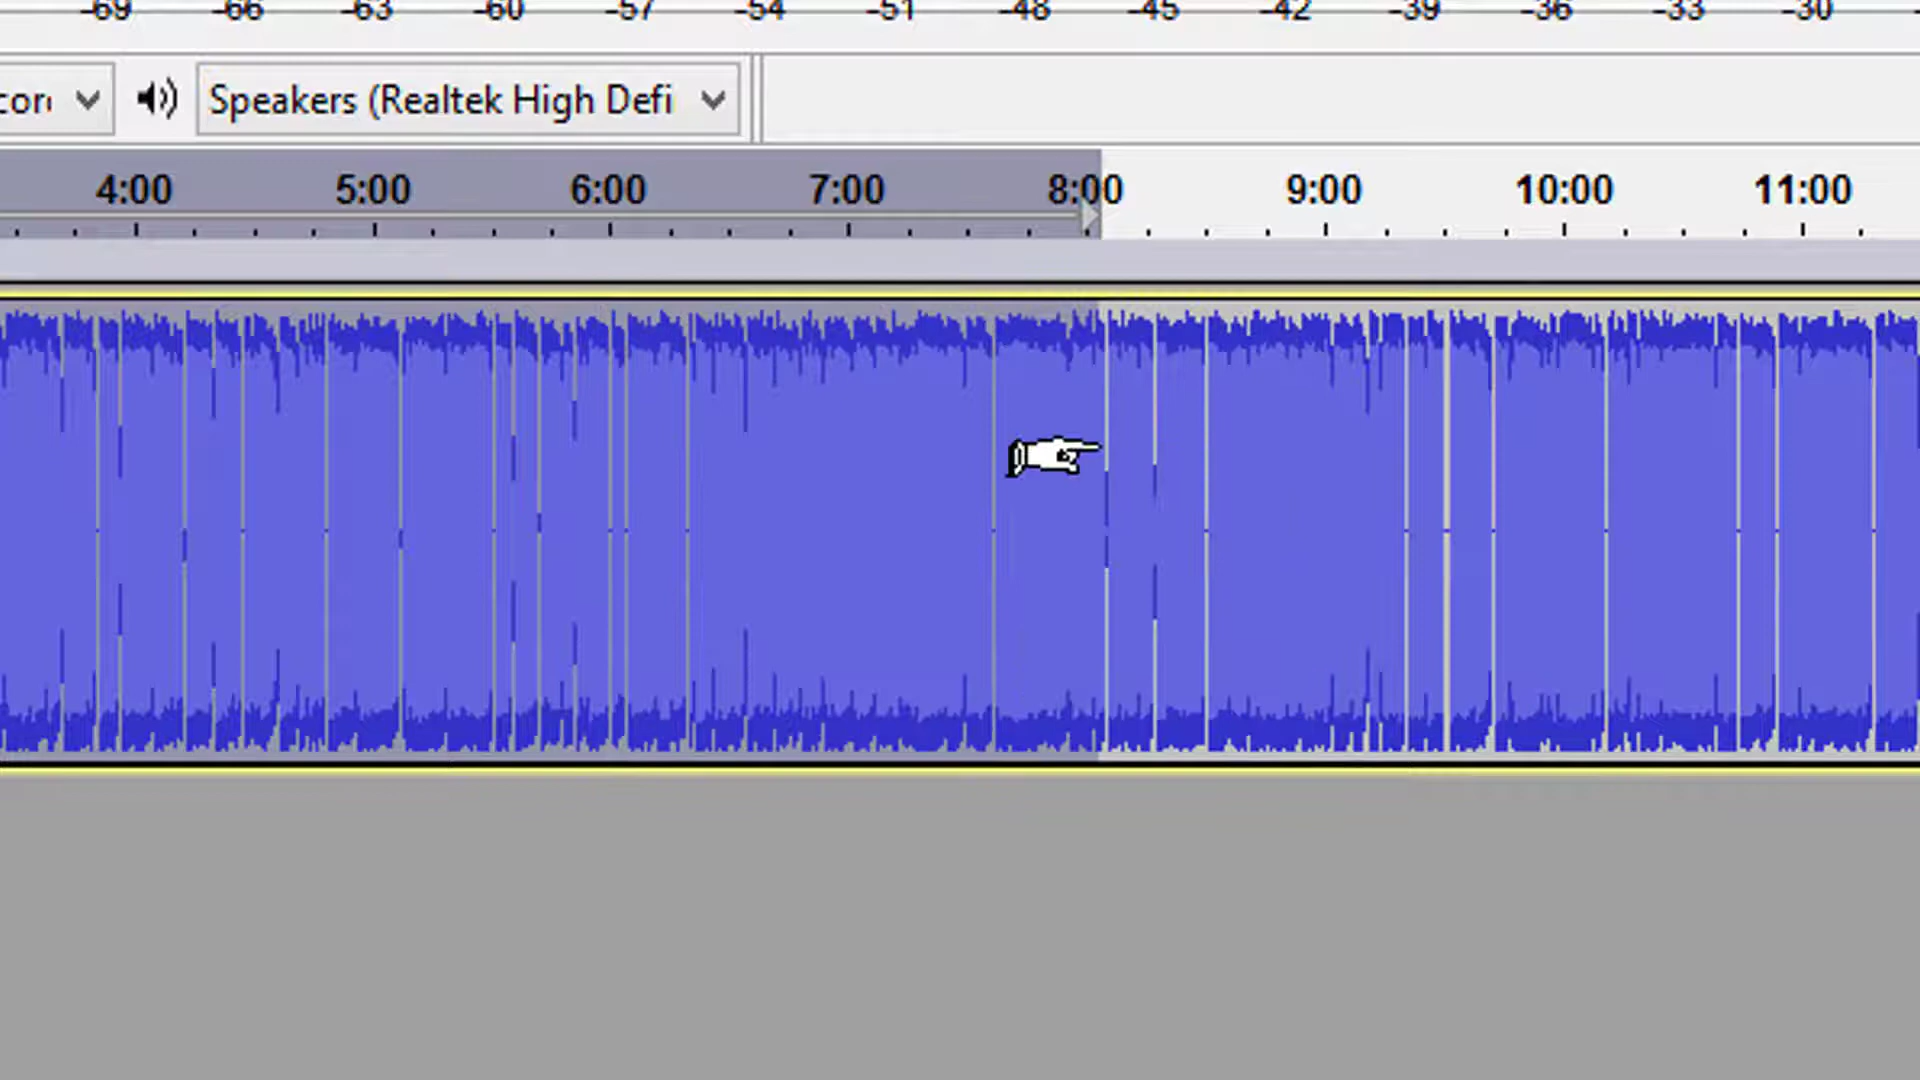 -69 -66 -63 -60 -57 -54 -51 -48 -45 -42 -39 -36 -33 -30
Speakers (Realtek High Defi
4:00 5:00 6:00 7:00 8:00 9:00 10:00 11:00